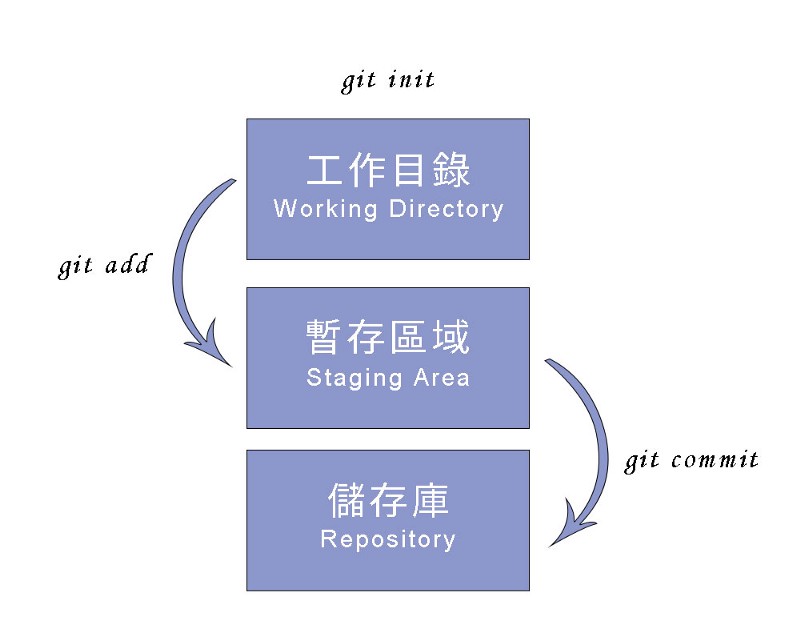 git init
工作目錄
Working Directory
git add
暫存區域
Staging Area
git commit
儲存庫
Repository